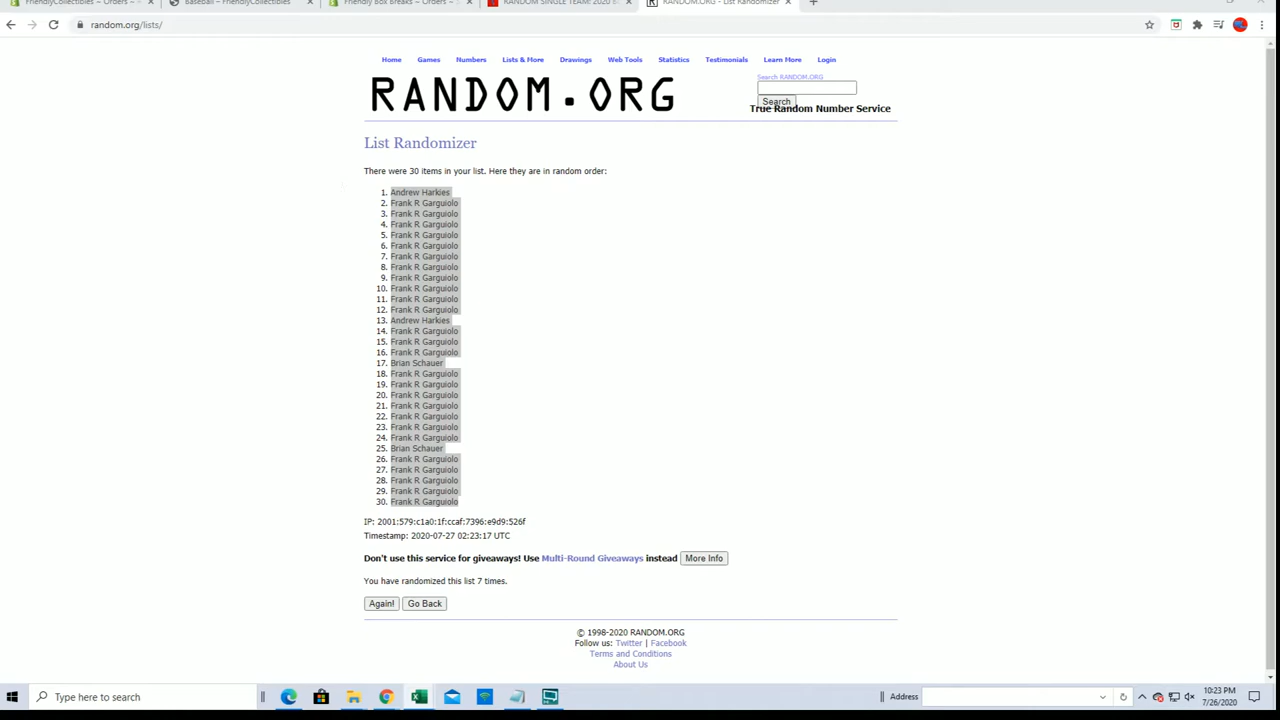 FriendlyCollectibles – Orders –
Baseball – FriendlyCollectibles
Friendly Box Breaks – Orders –
RANDOM SINGLE TEAM: 2020
RANDOM.ORG - List Randomizer
random.org/lists/
Home Games Numbers Lists & More Drawings Web Tools Statistics Testimonials Learn More Login
RANDOM.ORG
Search RANDOM.ORG
Search
True Random Number Service
List Randomizer
There were 30 items in your list. Here they are in random order:
1. Andrew Harkies
2. Frank R Garguiolo
3. Frank R Garguiolo
4. Frank R Garguiolo
5. Frank R Garguiolo
6. Frank R Garguiolo
7. Frank R Garguiolo
8. Frank R Garguiolo
9. Frank R Garguiolo
10. Frank R Garguiolo
11. Frank R Garguiolo
12. Frank R Garguiolo
13. Andrew Harkies
14. Frank R Garguiolo
15. Frank R Garguiolo
16. Frank R Garguiolo
17. Brian Schauer
18. Frank R Garguiolo
19. Frank R Garguiolo
20. Frank R Garguiolo
21. Frank R Garguiolo
22. Frank R Garguiolo
23. Frank R Garguiolo
24. Frank R Garguiolo
25. Brian Schauer
26. Frank R Garguiolo
27. Frank R Garguiolo
28. Frank R Garguiolo
29. Frank R Garguiolo
30. Frank R Garguiolo
IP: 2001:579:c1a0:1f:ccaf:7396:e9d9:526f
Timestamp: 2020-07-27 02:23:17 UTC
Don't use this service for giveaways! Use Multi-Round Giveaways instead More Info
You have randomized this list 7 times.
Again! Go Back
© 1998-2020 RANDOM.ORG
Follow us: Twitter | Facebook
Terms and Conditions
About Us
Type here to search
Address
10:23 PM
7/26/2020